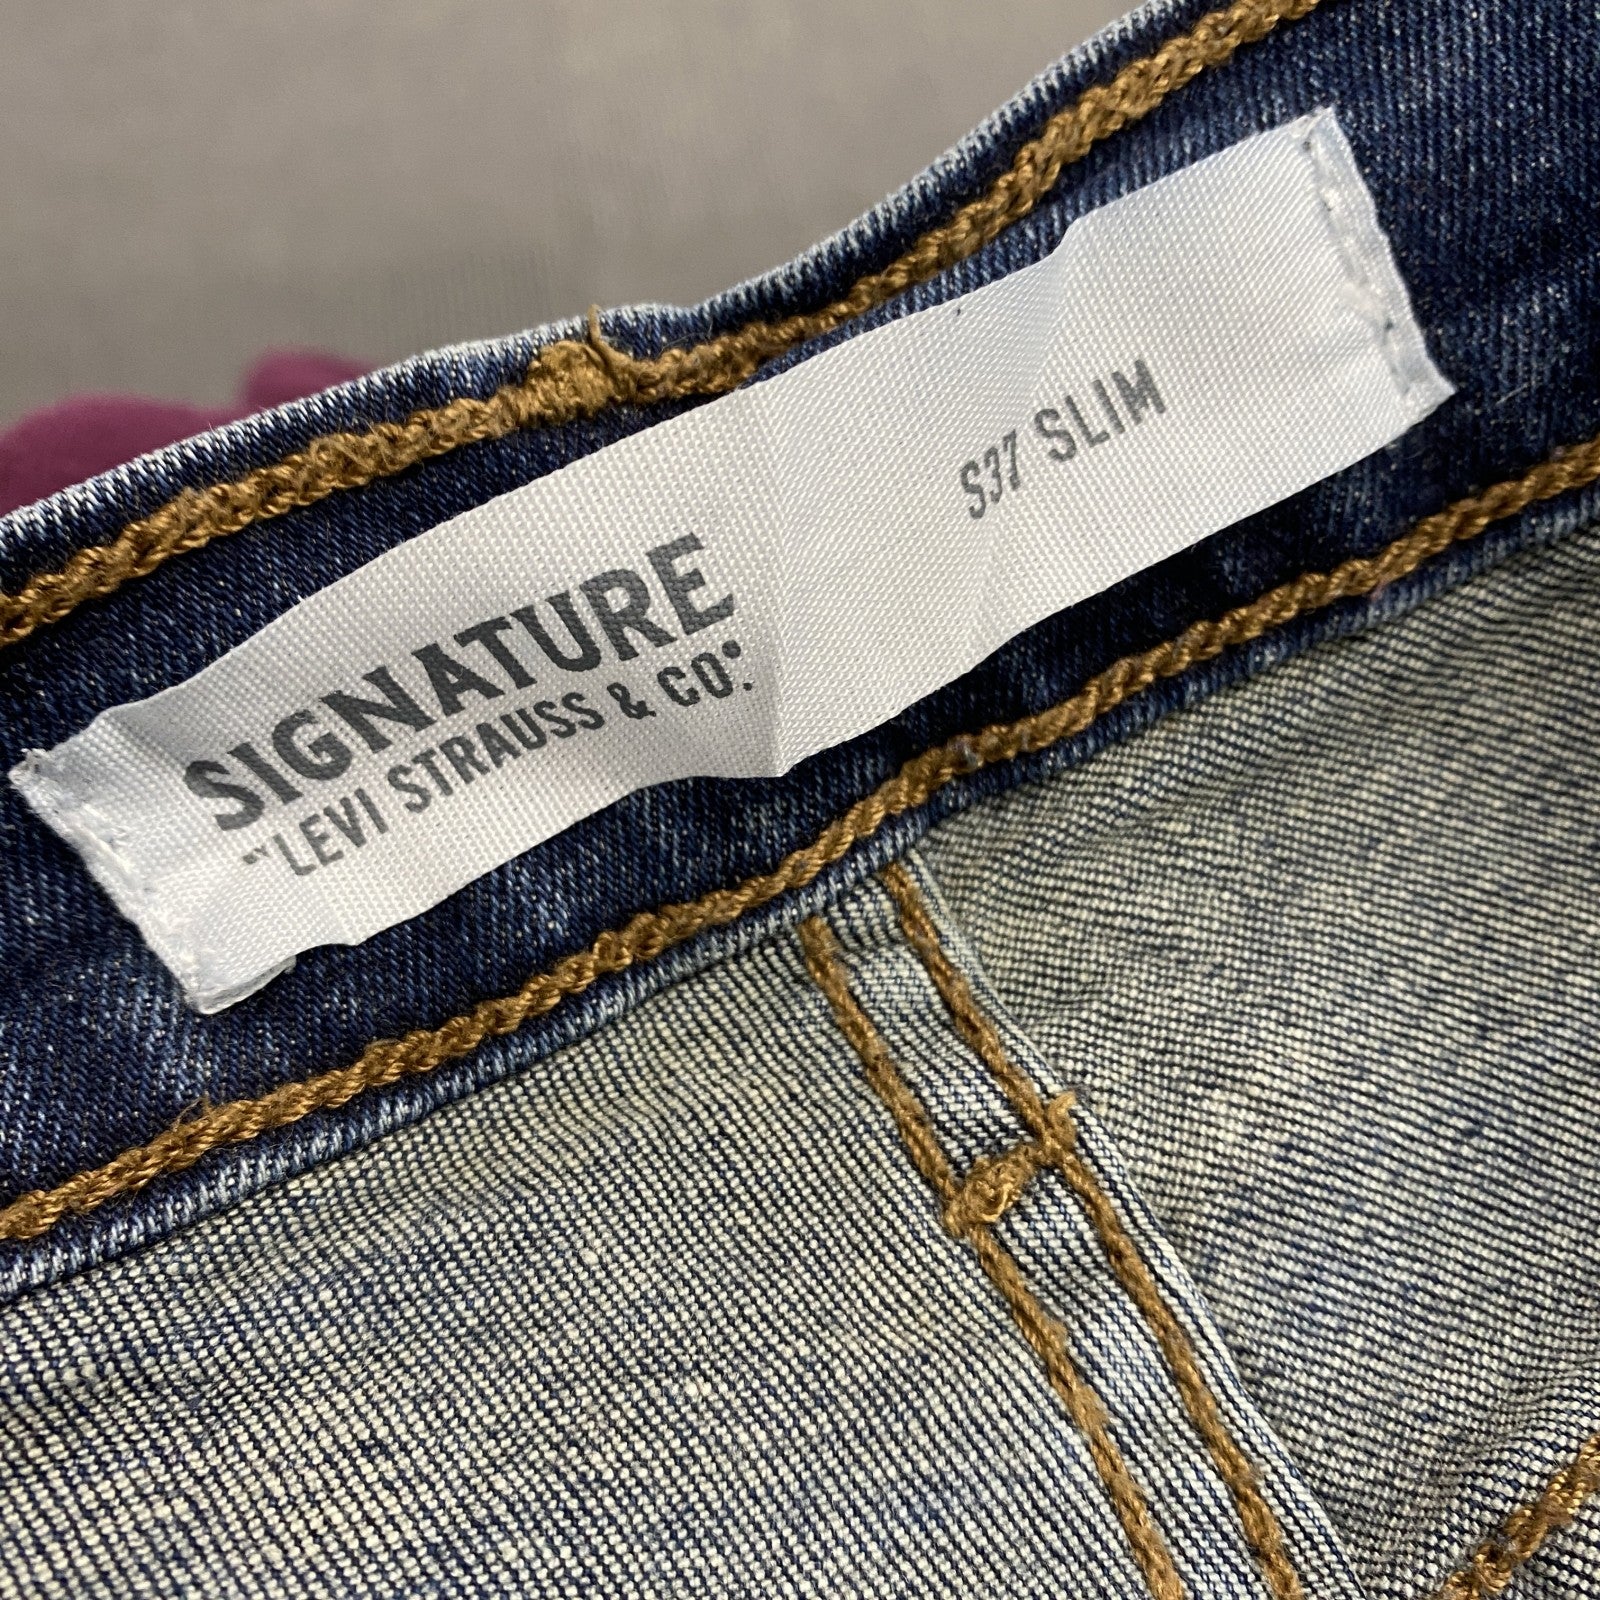 SIGNATURE
"LEVI STRAUSS & CO."
S37 SLIM